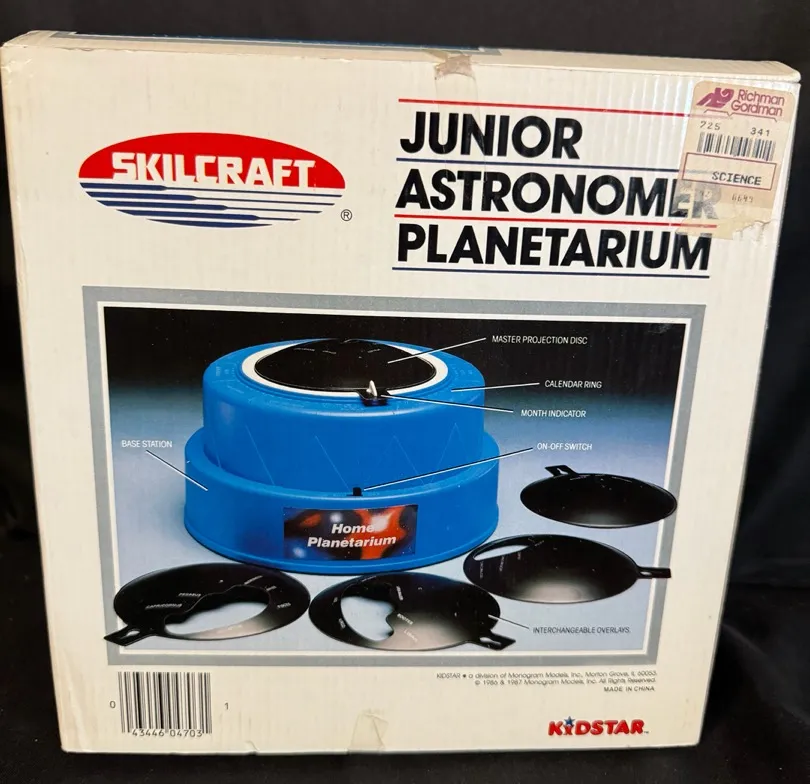 Richman
Gordman
725 341
SCIENCE
SKILCRAFT
®
JUNIOR
ASTRONOMER
PLANETARIUM
MASTER PROJECTION DISC
CALENDAR RING
MONTH INDICATOR
BASE STATION
ON-OFF SWITCH
Home
Planetarium
INTERCHANGEABLE OVERLAYS.
KIDSTAR ● a division of Monogram Models, Inc., Morton Grove, IL 60053.
© 1986 & 1987 Monogram Models, Inc. All Rights Reserved.
MADE IN CHINA
0 43446 04703 1
KIDSTAR™